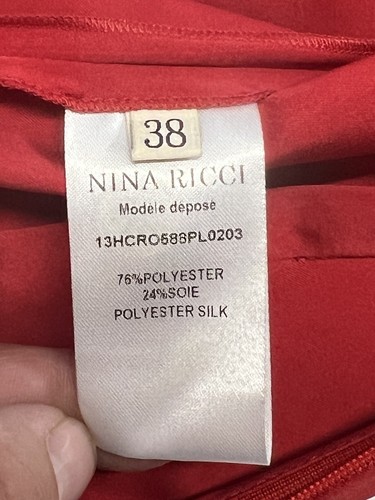 38
NINA RICCI
Modele depose
13HCRO588PL0203
76%POLYESTER
24%SOIE
POLYESTER SILK